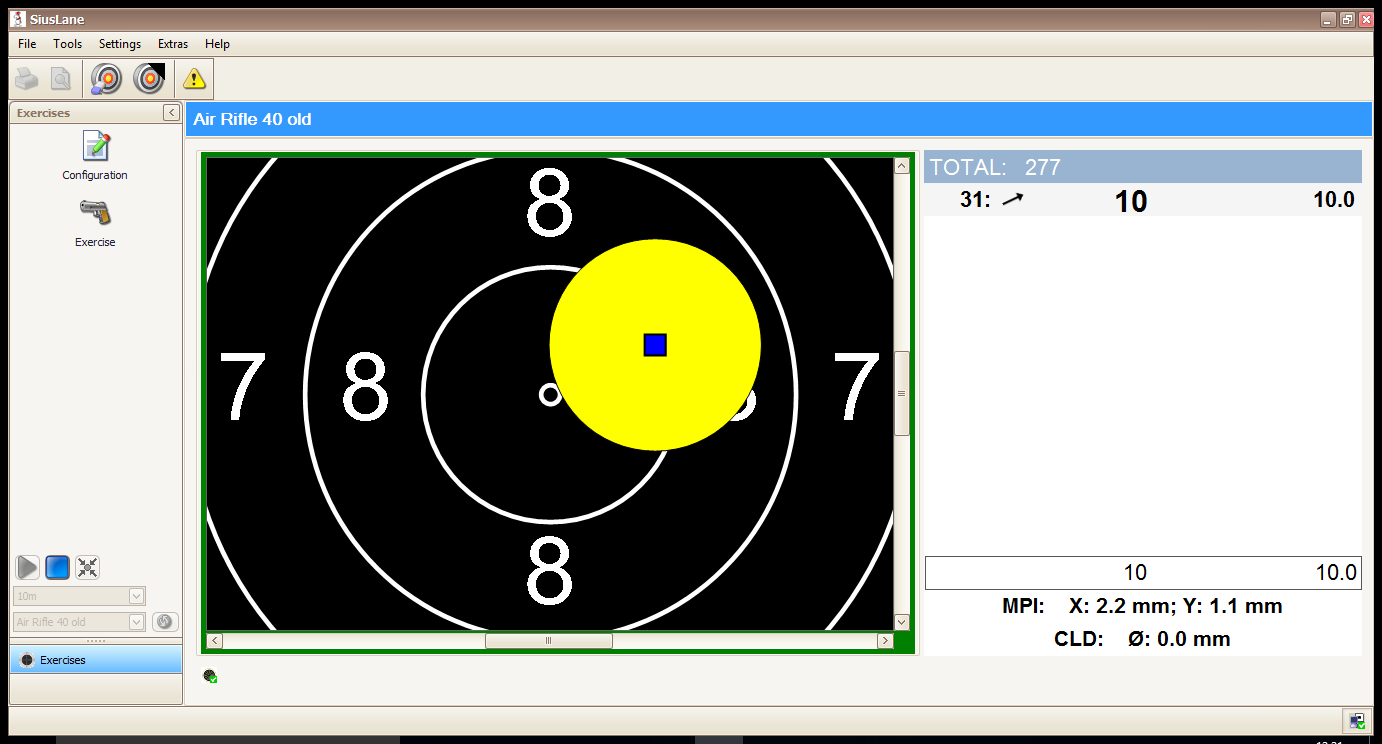 SiusLane
File Tools Settings Extras Help
Exercises
Configuration
Exercise
10m
Air Rifle 40 old
Exercises
Air Rifle 40 old
8
7 8 7
8
TOTAL: 277
31: 10 10.0
10 10.0
MPI: X: 2.2 mm; Y: 1.1 mm
CLD: Ø: 0.0 mm